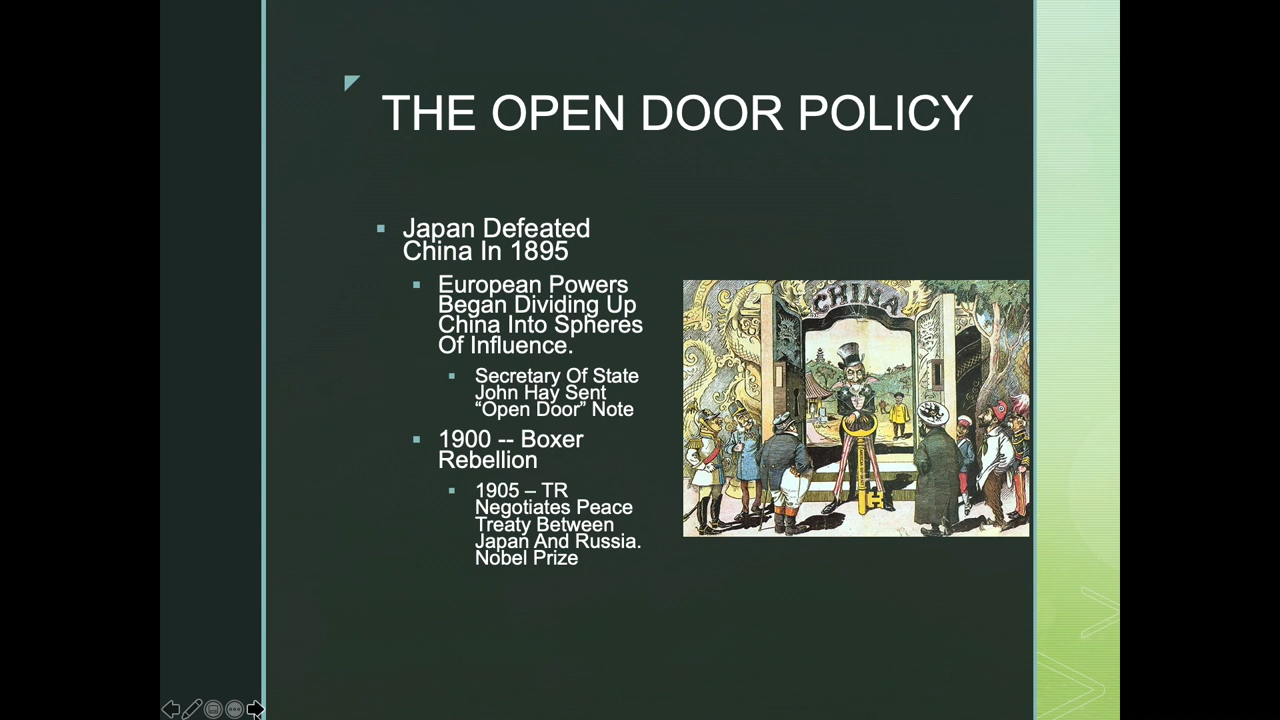 THE OPEN DOOR POLICY
Japan Defeated
China In 1895
European Powers
Began Dividing Up
China Into Spheres
Of Influence.
Secretary Of State
John Hay Sent
“Open Door” Note
1900 -- Boxer
Rebellion
1905 – TR
Negotiates Peace
Treaty Between
Japan And Russia.
Nobel Prize
CHINA